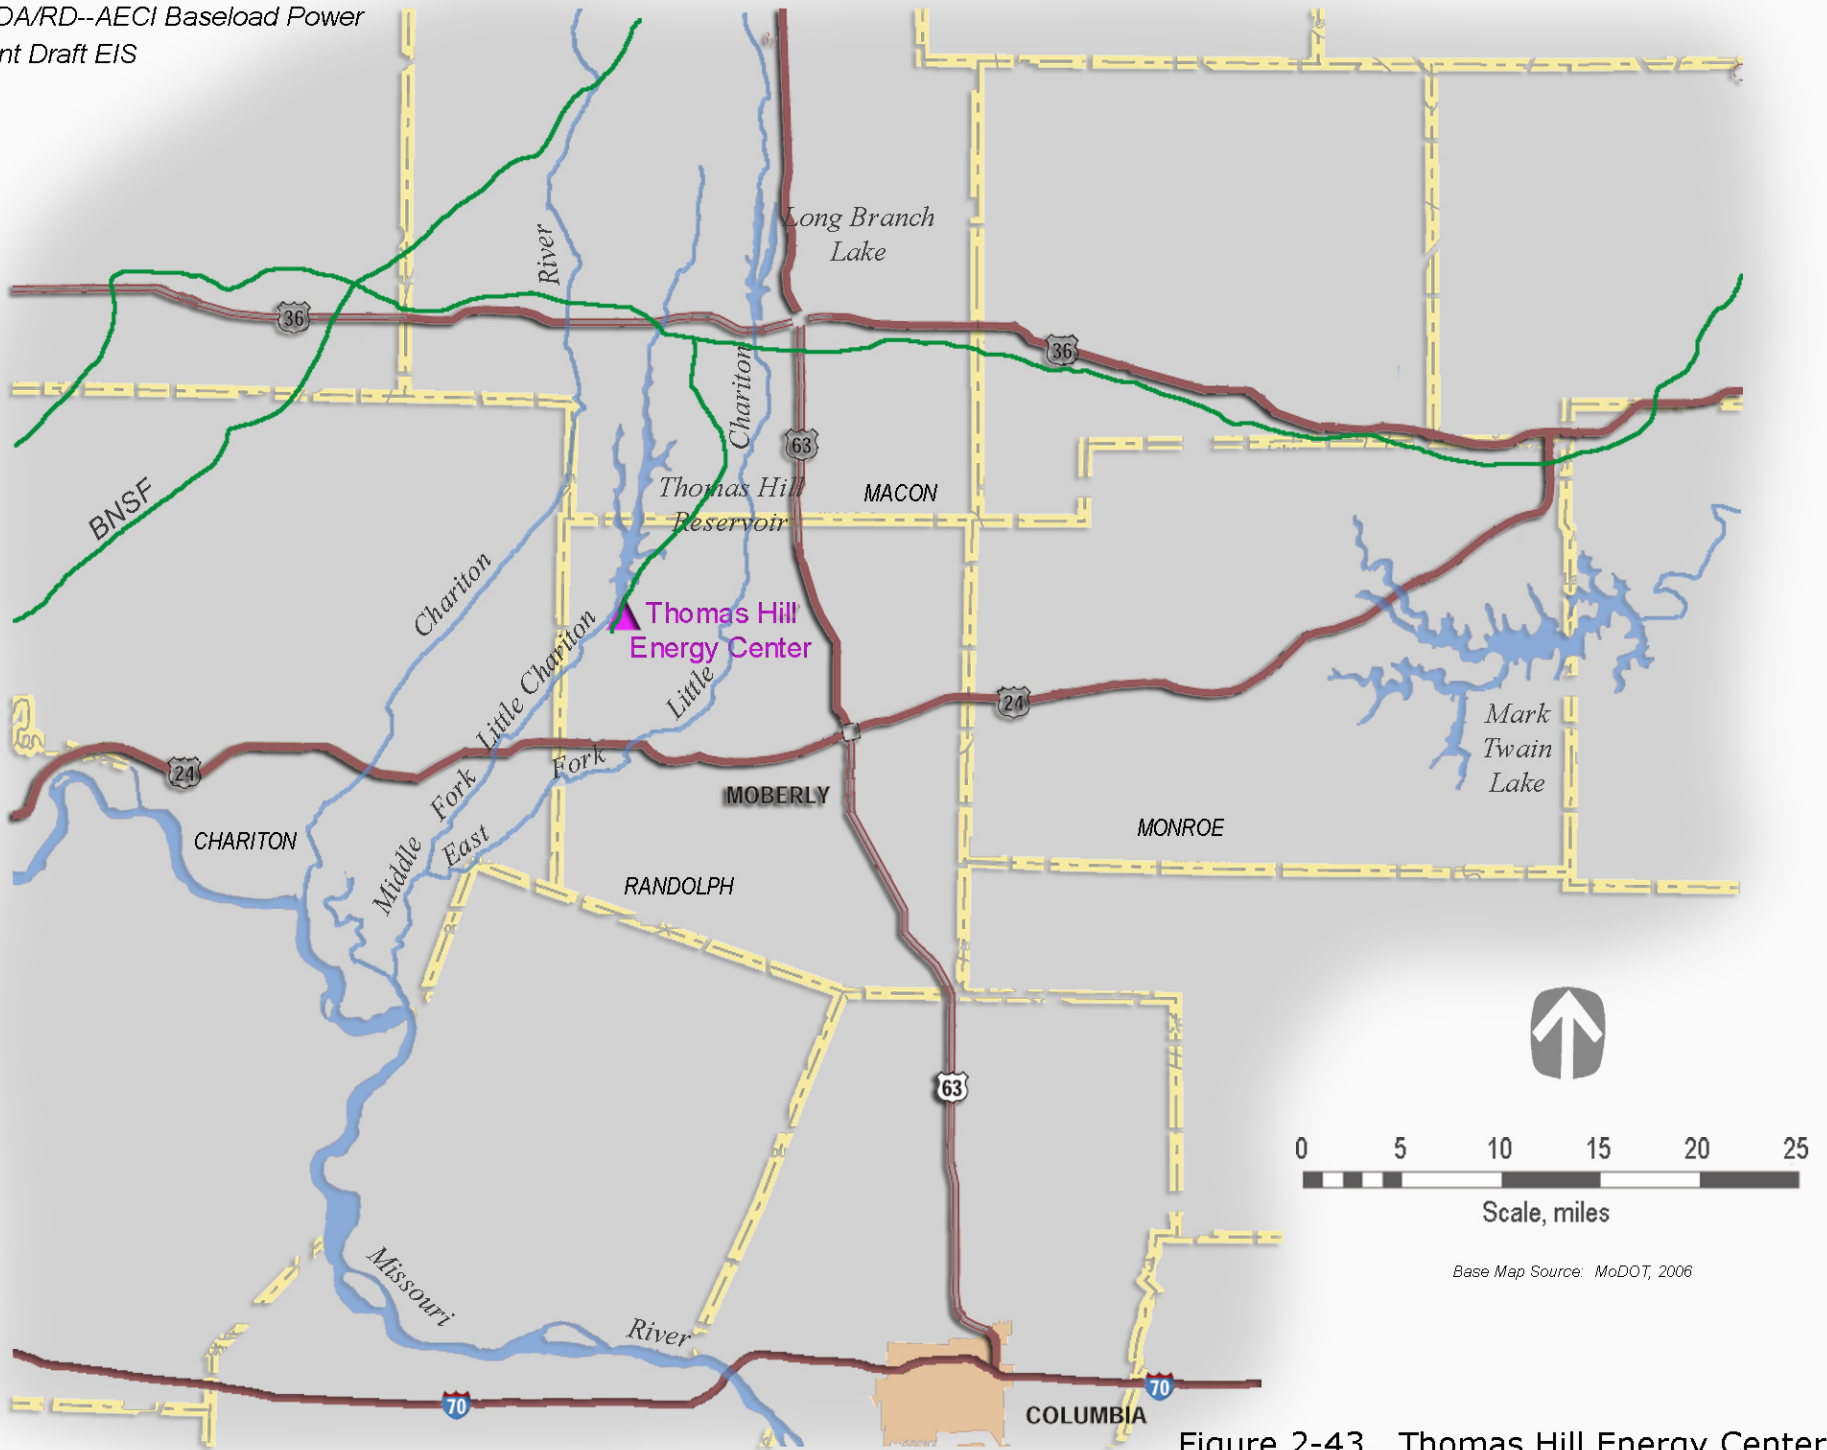 DA/RD--AECI Baseload Power
nt Draft EIS
River
Long Branch
Lake
36
36
Chariton
63
BNSF
Thomas Hill
Reservoir
MACON
Chariton
Thomas Hill
Energy Center
Little Chariton
Little
24
Mark
Twain
Lake
24
Fork
Fork
MOBERLY
CHARITON
East
Middle
MONROE
RANDOLPH
63
0 5 10 15 20 25
Scale, miles
Base Map Source: MoDOT, 2006
Missouri
River
70
70
COLUMBIA
Figure 2-43 Thomas Hill Energy Center